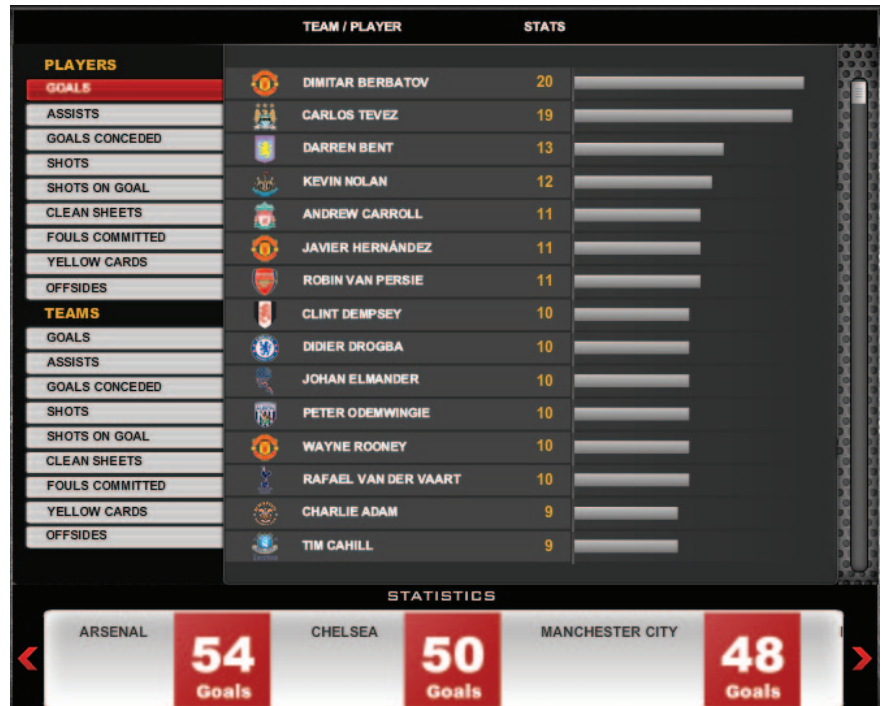 TEAM / PLAYER STATS
PLAYERS
GOALS
ASSISTS
GOALS CONCEDED
SHOTS
SHOTS ON GOAL
CLEAN SHEETS
FOULS COMMITTED
YELLOW CARDS
OFFSIDES
TEAMS
GOALS
ASSISTS
GOALS CONCEDED
SHOTS
SHOTS ON GOAL
CLEAN SHEETS
FOULS COMMITTED
YELLOW CARDS
OFFSIDES
DIMITAR BERBATOV 20
CARLOS TEVEZ 19
DARREN BENT 13
KEVIN NOLAN 12
ANDREW CARROLL 11
JAVIER HERNÁNDEZ 11
ROBIN VAN PERSIE 11
CLINT DEMPSEY 10
DIDIER DROGBA 10
JOHAN ELMANDER 10
PETER ODEMWINGIE 10
WAYNE ROONEY 10
RAFAEL VAN DER VAART 10
CHARLIE ADAM 9
TIM CAHILL 9
STATISTICS
ARSENAL
54
Goals
CHELSEA
50
Goals
MANCHESTER CITY
48
Goals